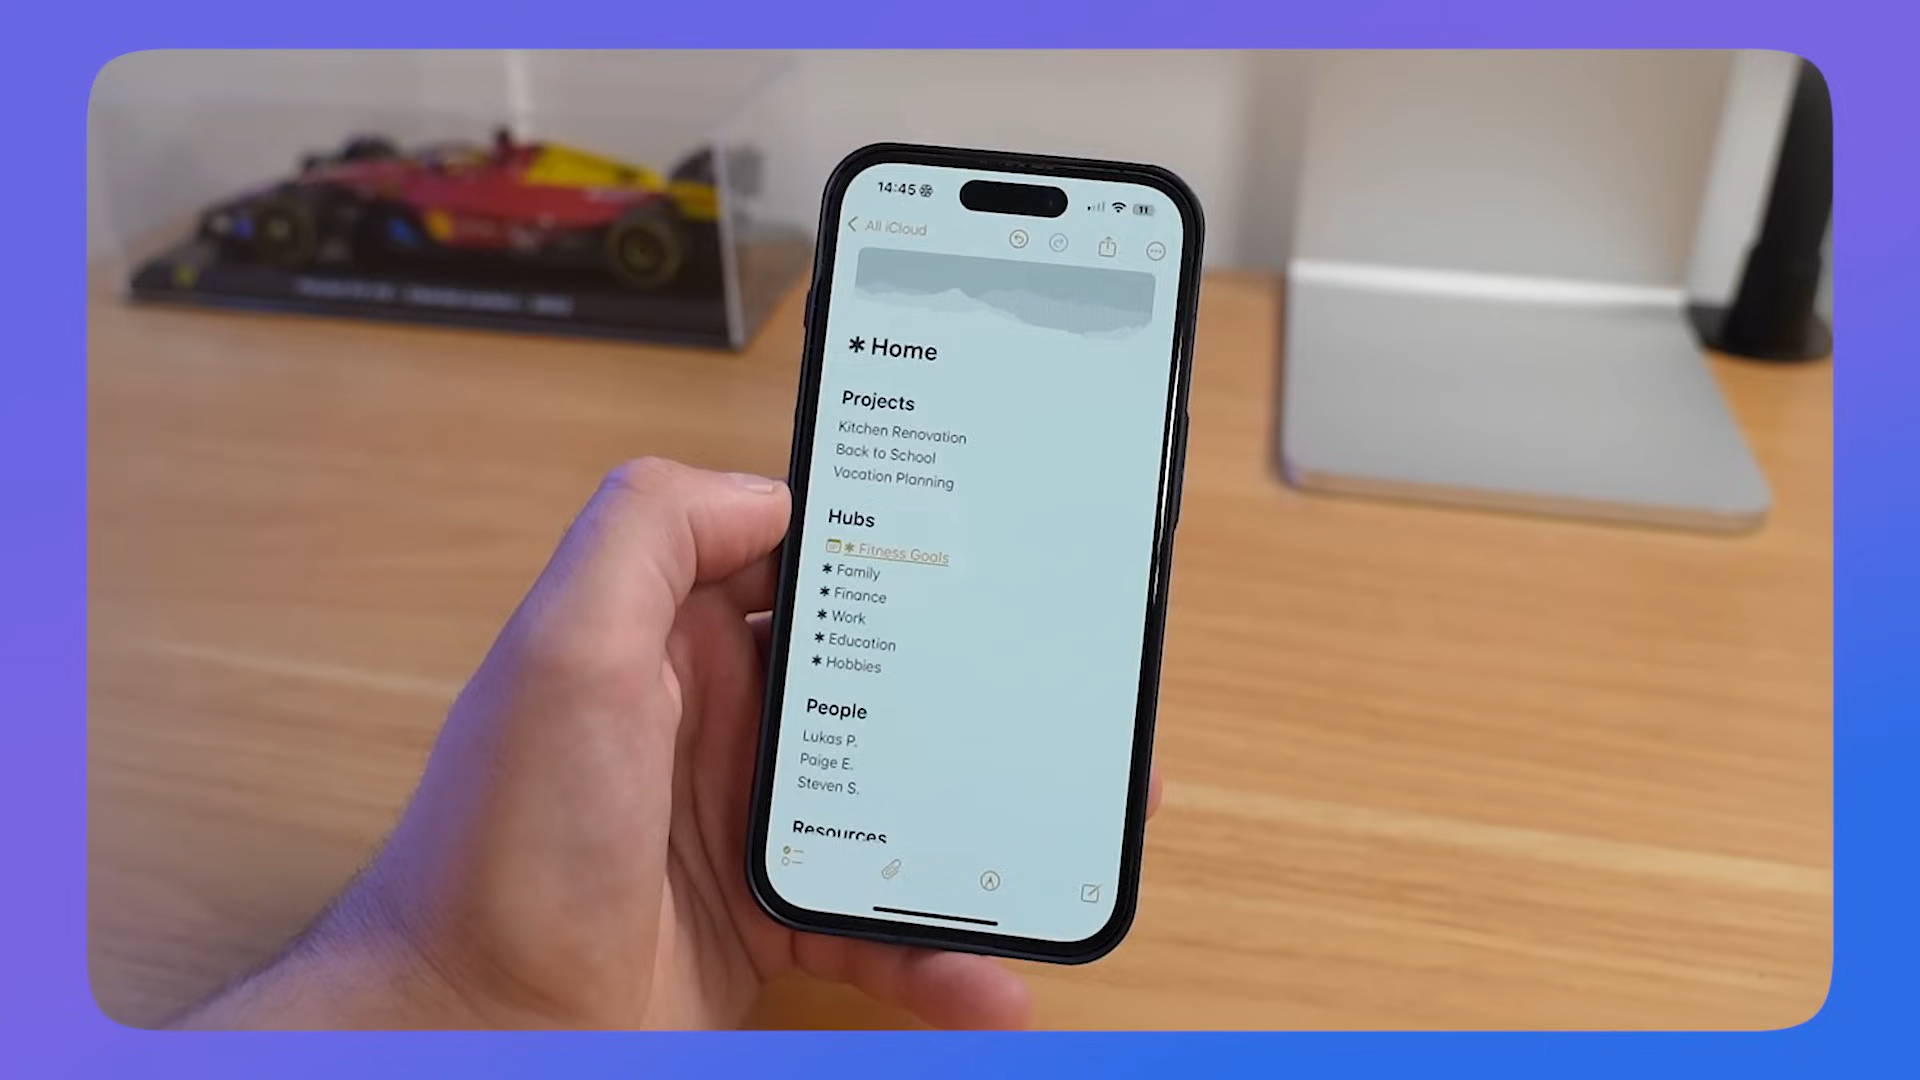 14:45
11
All iCloud
✱ Home
Projects
Kitchen Renovation
Back to School
Vacation Planning
Hubs
✱ Fitness Goals
✱ Family
✱ Finance
✱ Work
✱ Education
✱ Hobbies
People
Lukas P.
Paige E.
Steven S.
Resources